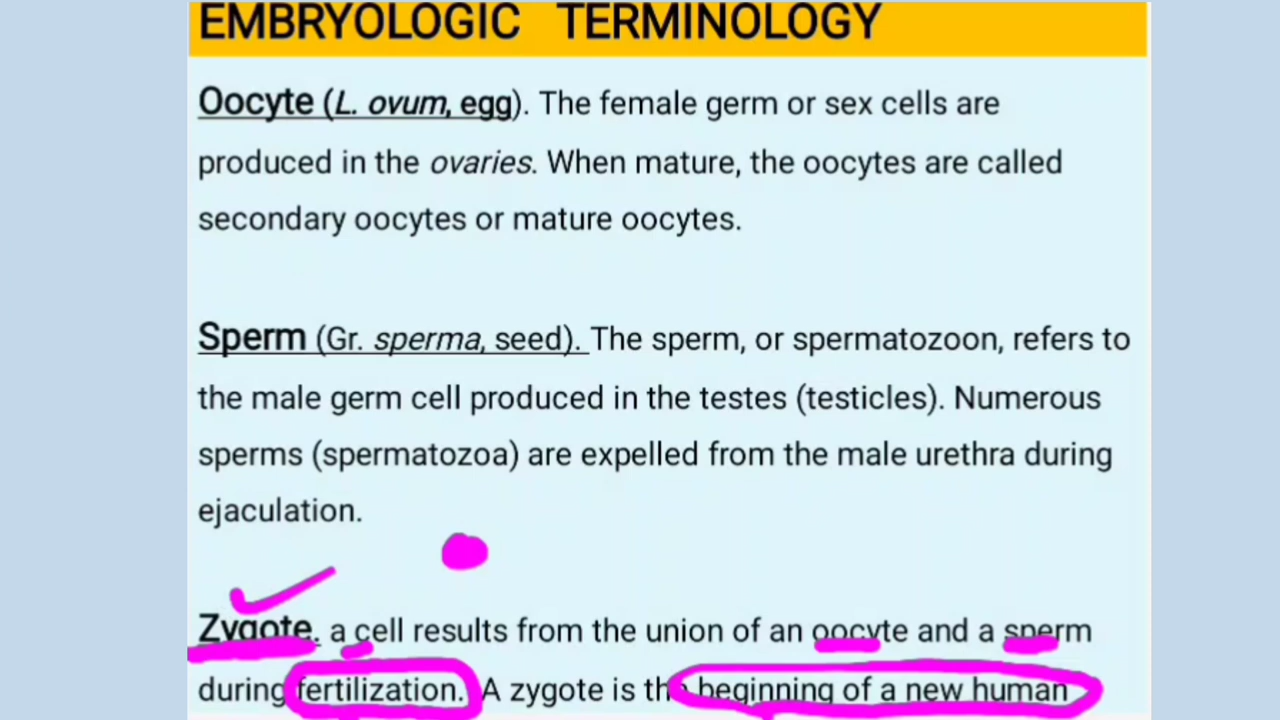 EMBRYOLOGIC TERMINOLOGY
Oocyte (L. ovum, egg). The female germ or sex cells are
produced in the ovaries. When mature, the oocytes are called
secondary oocytes or mature oocytes.
Sperm (Gr. sperma, seed). The sperm, or spermatozoon, refers to
the male germ cell produced in the testes (testicles). Numerous
sperms (spermatozoa) are expelled from the male urethra during
ejaculation.
Zygote. a cell results from the union of an oocyte and a sperm
during fertilization. A zygote is the beginning of a new human